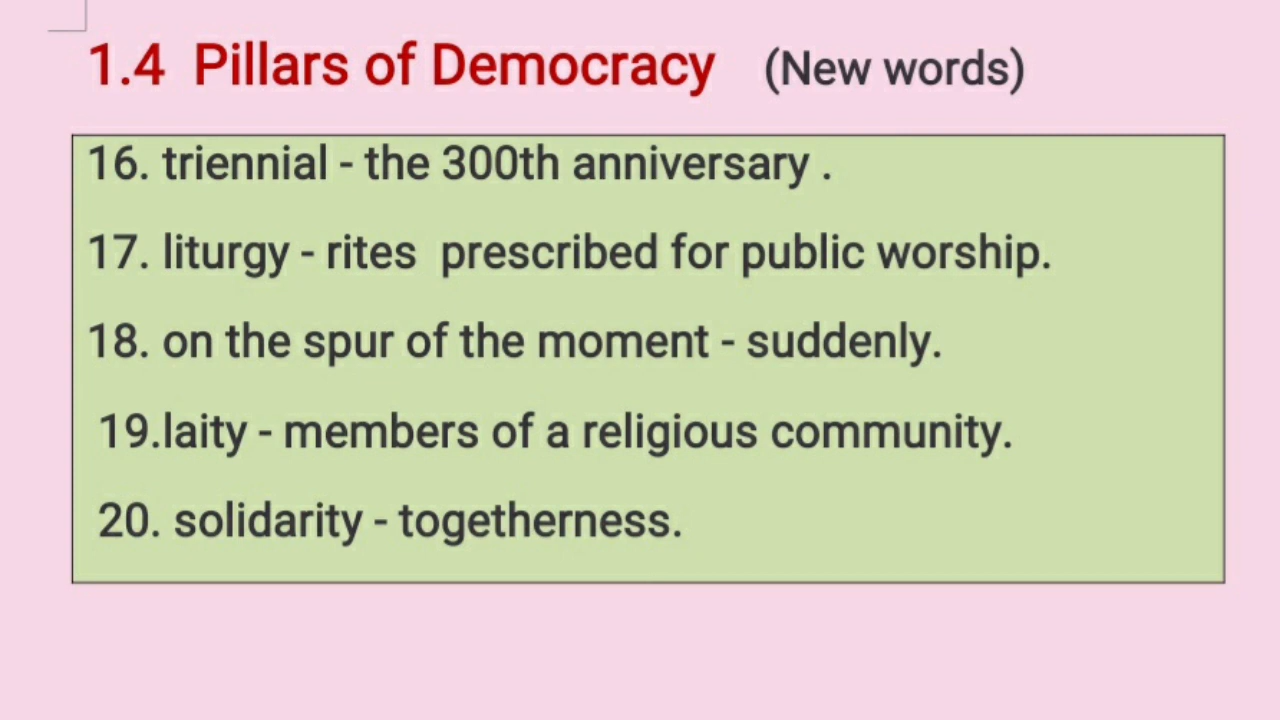 1.4 Pillars of Democracy (New words)
16. triennial - the 300th anniversary .
17. liturgy - rites prescribed for public worship.
18. on the spur of the moment - suddenly.
19.laity - members of a religious community.
20. solidarity - togetherness.